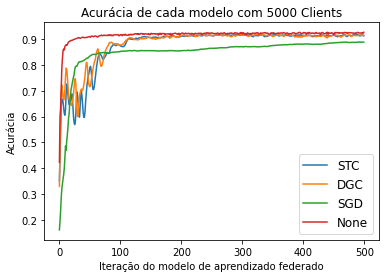 Acurácia de cada modelo com 5000 Clients
Acurácia
0.9
0.8
0.7
0.6
0.5
0.4
0.3
0.2
STC
DGC
SGD
None
0 100 200 300 400 500
Iteração do modelo de aprendizado federado